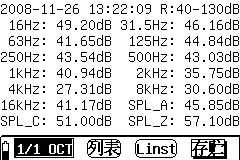 2008-11-26 13:22:09 R:40-130dB
16Hz: 49.20dB 31.5Hz: 46.16dB
63Hz: 41.65dB 125Hz: 44.84dB
250Hz: 43.54dB 500Hz: 43.03dB
1kHz: 40.94dB 2kHz: 35.75dB
4kHz: 27.31dB 8kHz: 30.60dB
16kHz: 41.17dB SPL_A: 45.85dB
SPL_C: 51.00dB SPL_Z: 57.10dB
1/1 OCT 列表 Linst 存贮